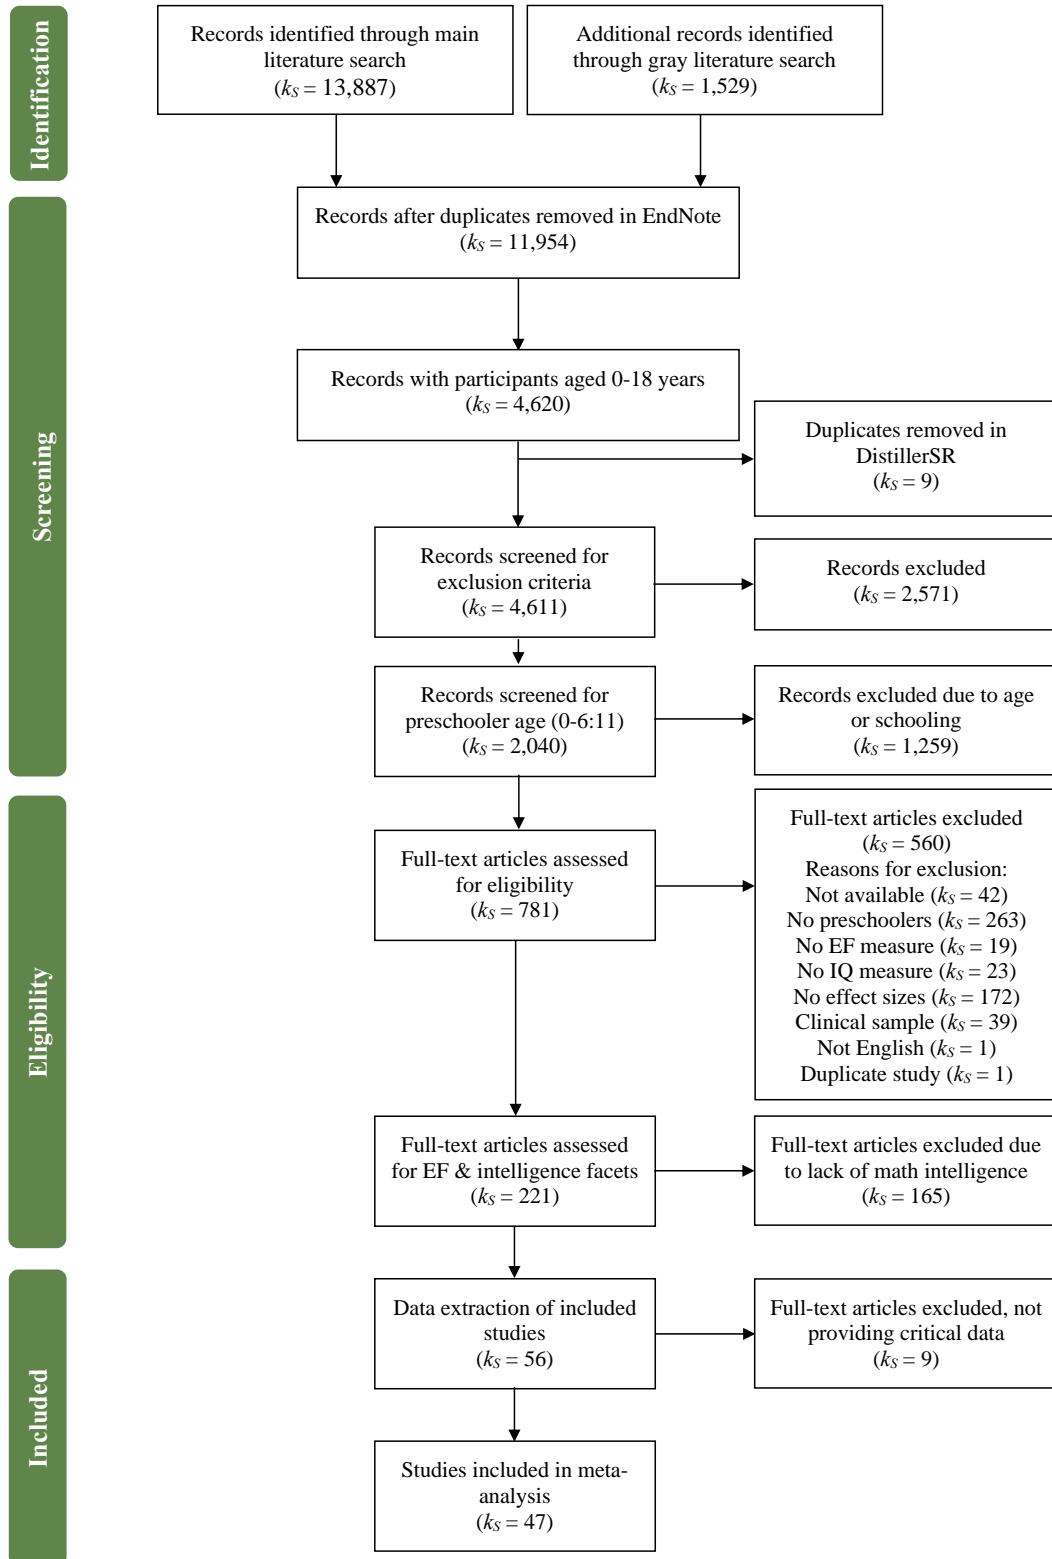 Identification
Records identified through main
literature search
(kS = 13,887)
Additional records identified
through gray literature search
(kS = 1,529)
Screening
Records after duplicates removed in EndNote
(kS = 11,954)
Records with participants aged 0-18 years
(kS = 4,620)
Duplicates removed in
DistillerSR
(kS = 9)
Records screened for
exclusion criteria
(kS = 4,611)
Records excluded
(kS = 2,571)
Records screened for
preschooler age (0-6:11)
(kS = 2,040)
Records excluded due to age
or schooling
(kS = 1,259)
Eligibility
Full-text articles assessed
for eligibility
(kS = 781)
Full-text articles excluded
(kS = 560)
Reasons for exclusion:
Not available (kS = 42)
No preschoolers (kS = 263)
No EF measure (kS = 19)
No IQ measure (kS = 23)
No effect sizes (kS = 172)
Clinical sample (kS = 39)
Not English (kS = 1)
Duplicate study (kS = 1)
Full-text articles assessed
for EF & intelligence facets
(kS = 221)
Full-text articles excluded due
to lack of math intelligence
(kS = 165)
Included
Data extraction of included
studies
(kS = 56)
Full-text articles excluded, not
providing critical data
(kS = 9)
Studies included in meta-
analysis
(kS = 47)